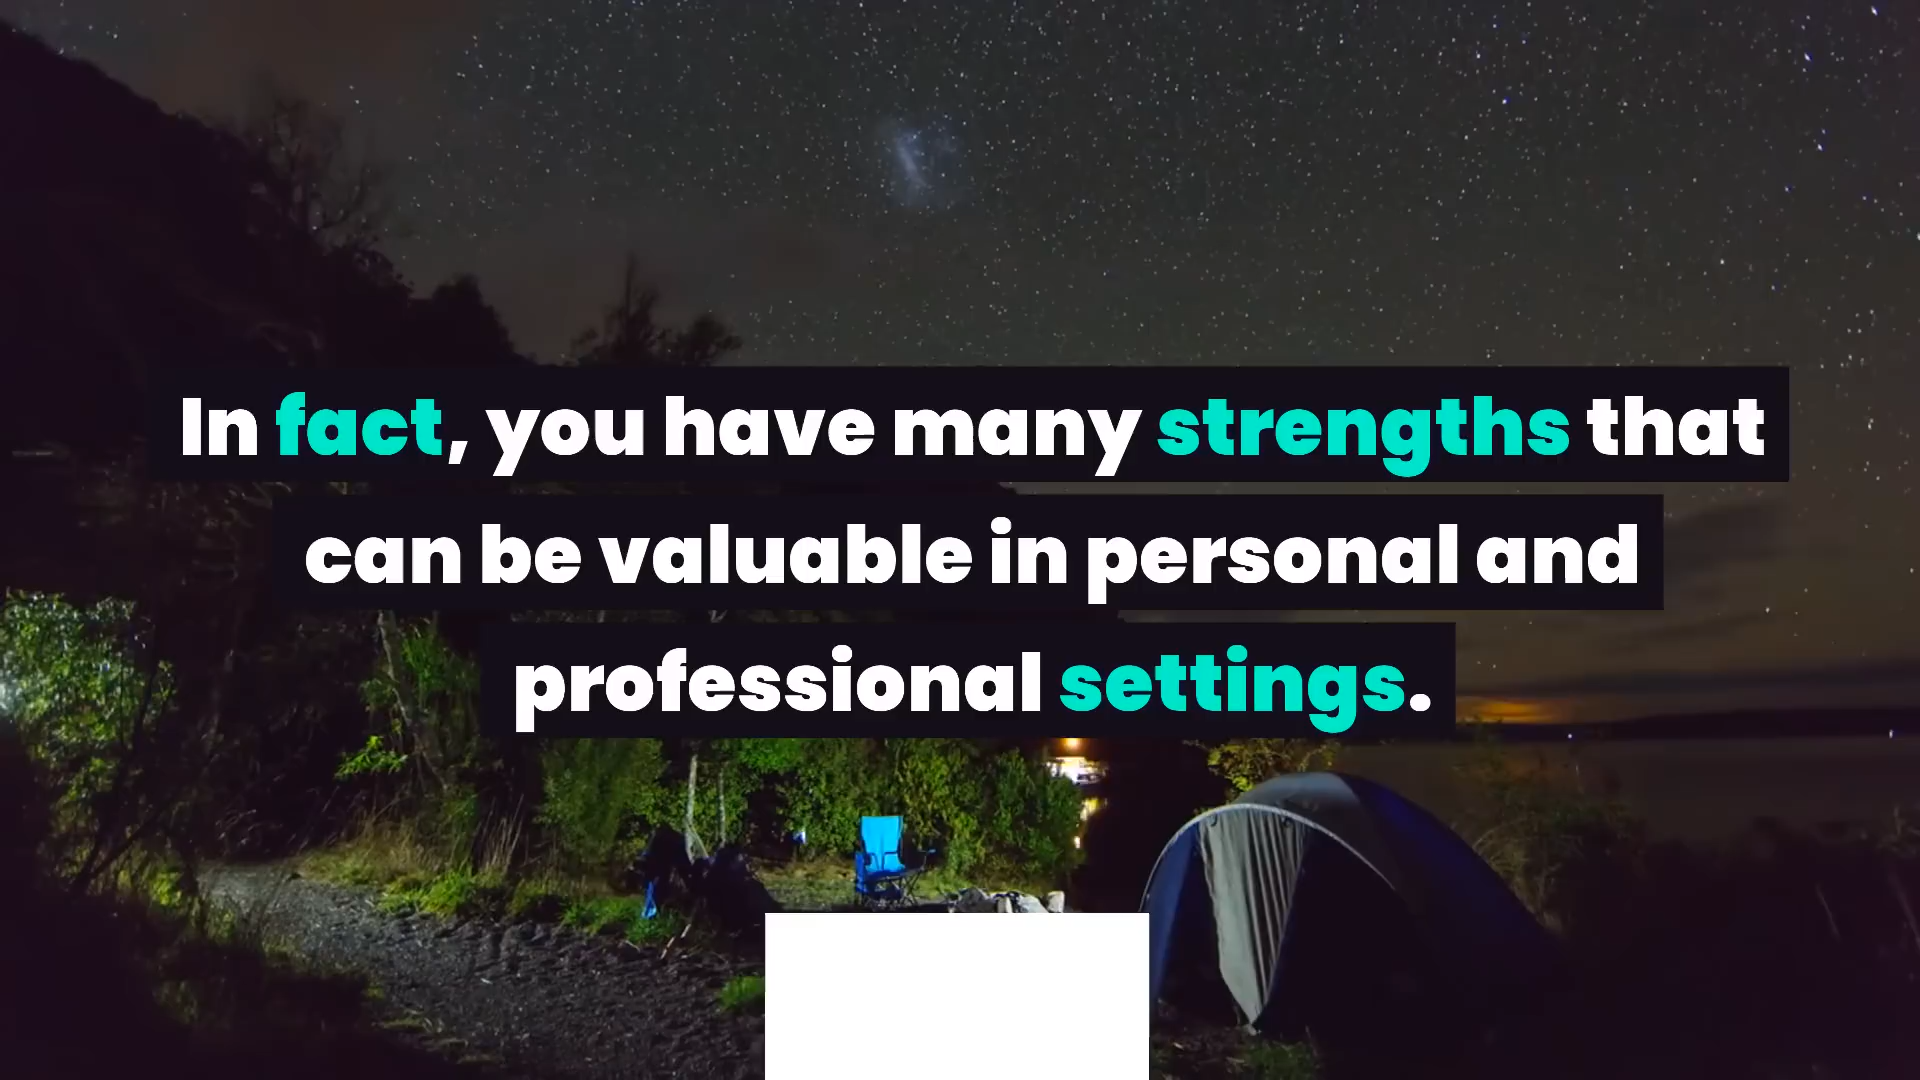 In fact, you have many strengths that
can be valuable in personal and
professional settings.